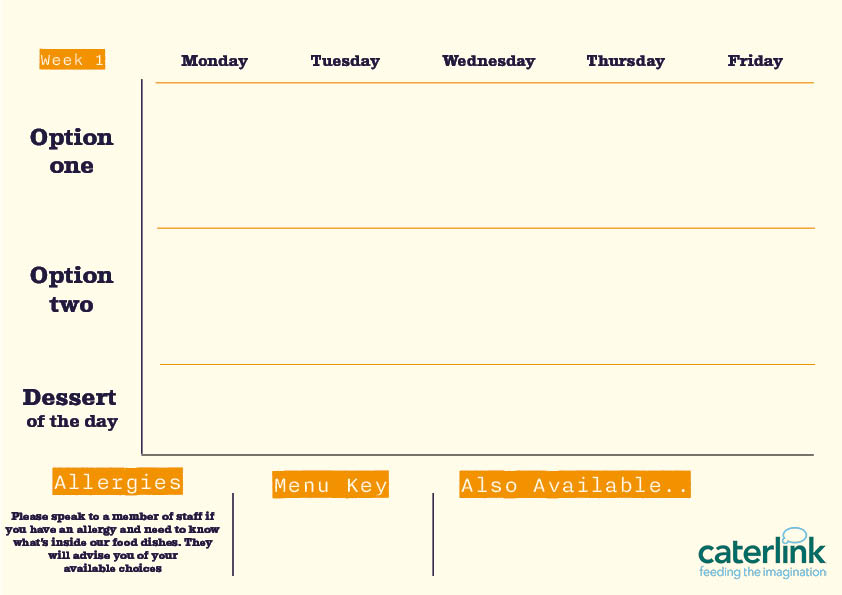 Week 1
Monday Tuesday Wednesday Thursday Friday
Option
one
Option
two
Dessert
of the day
Allergies
Please speak to a member of staff if
you have an allergy and need to know
what's inside our food dishes. They
will advise you of your
available choices
Menu Key
Also Available..
caterlink
feeding the imagination